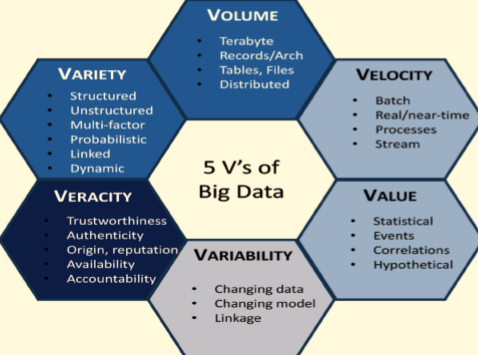 VOLUME
• Terabyte
• Records/Arch
• Tables, Files
• Distributed
VARIETY
• Structured
• Unstructured
• Multi-factor
• Probabilistic
• Linked
• Dynamic
VELOCITY
• Batch
• Real/near-time
• Processes
• Stream
5 V's of
Big Data
VERACITY
• Trustworthiness
• Authenticity
• Origin, reputation
• Availability
• Accountability
VALUE
• Statistical
• Events
• Correlations
• Hypothetical
VARIABILITY
• Changing data
• Changing model
• Linkage